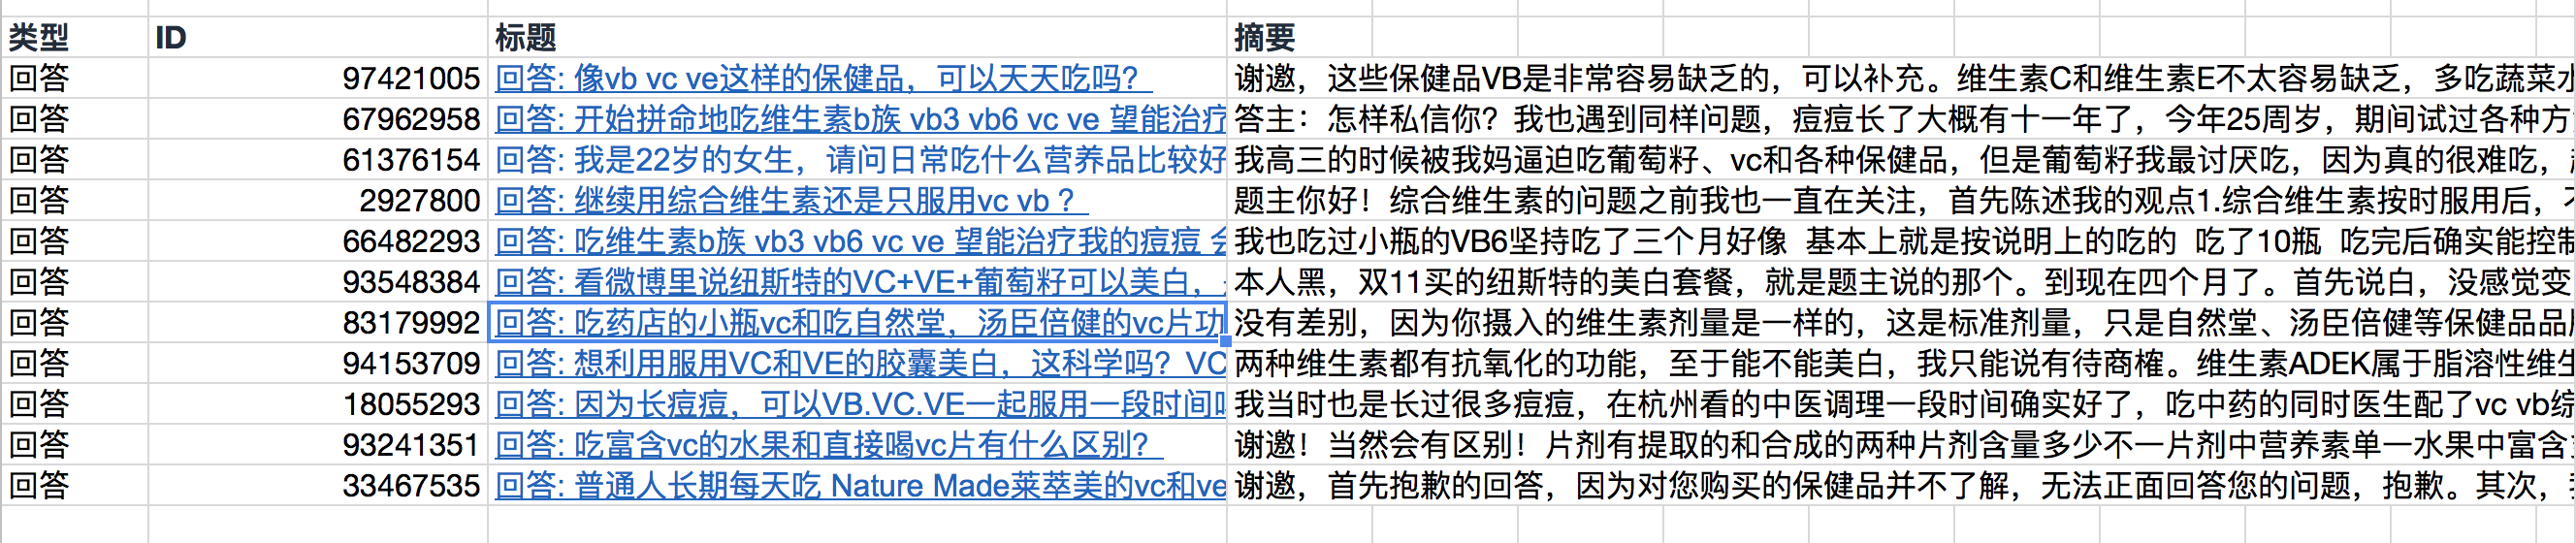 类型 ID 标题 摘要
回答 97421005 回答: 像vb vc ve这样的保健品，可以天天吃吗？ 谢邀，这些保健品VB是非常容易缺乏的，可以补充。维生素C和维生素E不太容易缺乏，多吃蔬菜水
回答 67962958 回答: 开始拼命地吃维生素b族 vb3 vb6 vc ve 望能治疗 答主：怎样私信你？我也遇到同样问题，痘痘长了大概有十一年了，今年25周岁，期间试过各种方
回答 61376154 回答: 我是22岁的女生，请问日常吃什么营养品比较好 我高三的时候被我妈逼迫吃葡萄籽、vc和各种保健品，但是葡萄籽我最讨厌吃，因为真的很难吃，
回答 2927800 回答: 继续用综合维生素还是只服用vc vb ？ 题主你好！综合维生素的问题之前我也一直在关注，首先陈述我的观点1.综合维生素按时服用后，
回答 66482293 回答: 吃维生素b族 vb3 vb6 vc ve 望能治疗我的痘痘 会 我也吃过小瓶的VB6坚持吃了三个月好像 基本上就是按说明上的吃的 吃了10瓶 吃完后确实能控制
回答 93548384 回答: 看微博里说纽斯特的VC+VE+葡萄籽可以美白， 本人黑，双11买的纽斯特的美白套餐，就是题主说的那个。到现在四个月了。首先说白，没感觉变
回答 83179992 回答: 吃药店的小瓶vc和吃自然堂，汤臣倍健的vc片功 没有差别，因为你摄入的维生素剂量是一样的，这是标准剂量，只是自然堂、汤臣倍健等保健品品牌
回答 94153709 回答: 想利用服用VC和VE的胶囊美白，这科学吗？VC 两种维生素都有抗氧化的功能，至于能不能美白，我只能说有待商榷。维生素ADEK属于脂溶性维生
回答 18055293 回答: 因为长痘痘，可以VB.VC.VE一起服用一段时间吗 我当时也是长过很多痘痘，在杭州看的中医调理一段时间确实好了，吃中药的同时医生配了vc vb综
回答 93241351 回答: 吃富含vc的水果和直接喝vc片有什么区别？ 谢邀！当然会有区别！片剂有提取的和合成的两种片剂含量多少不一片剂中营养素单一水果中富含
回答 33467535 回答: 普通人长期每天吃 Nature Made莱萃美的vc和ve 谢邀，首先抱歉的回答，因为对您购买的保健品并不了解，无法正面回答您的问题，抱歉。其次，